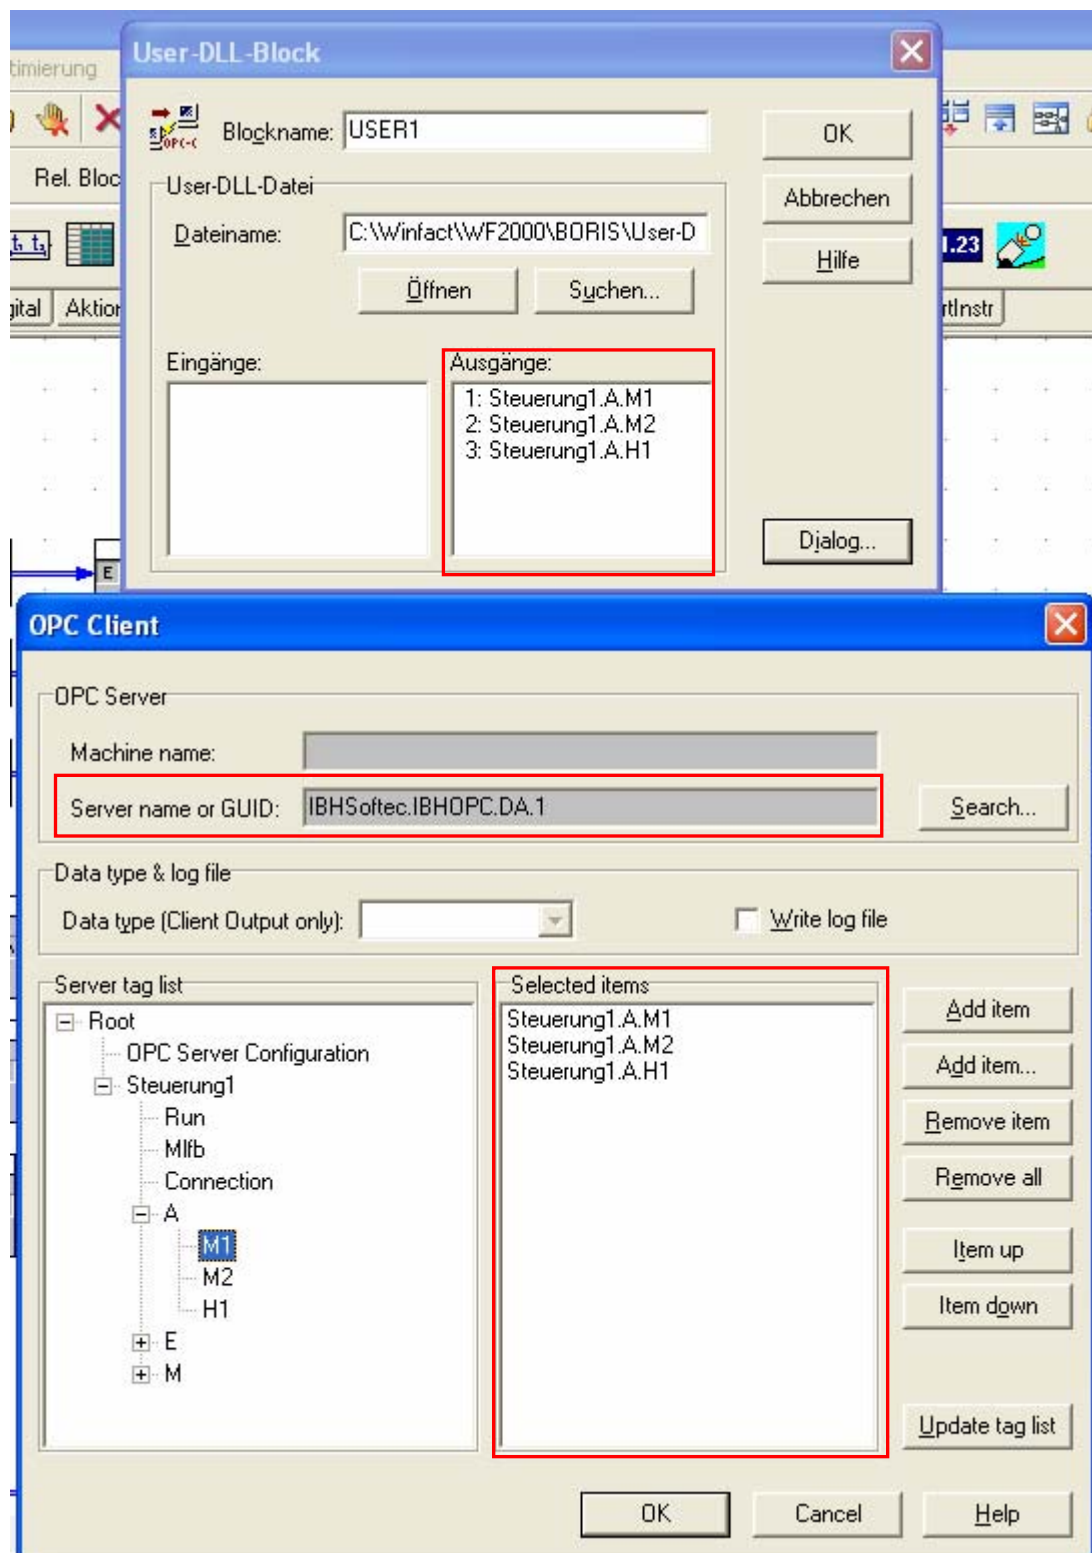 User-DLL-Block
timierung
Blockname: USER1
OK
Rel. Bloc
User-DLL-Datei
Abbrechen
Dateiname: C:\Winfact\WF2000\BORIS\User-D
Hilfe
1.23
Öffnen
Suchen...
gital
Aktion
rtInstr
Eingänge:
Ausgänge:
1: Steuerung1.A.M1
2: Steuerung1.A.M2
3: Steuerung1.A.H1
Dialog...
E
OPC Client
OPC Server
Machine name:
Server name or GUID: IBHSoftec.IBHOPC.DA.1
Search...
Data type & log file
Data type (Client Output only):
Write log file
Server tag list
Root
OPC Server Configuration
Steuerung1
Run
Mlfb
Connection
A
M1
M2
H1
E
M
Selected items
Steuerung1.A.M1
Steuerung1.A.M2
Steuerung1.A.H1
Add item
Add item...
Remove item
Remove all
Item up
Item down
Update tag list
OK
Cancel
Help